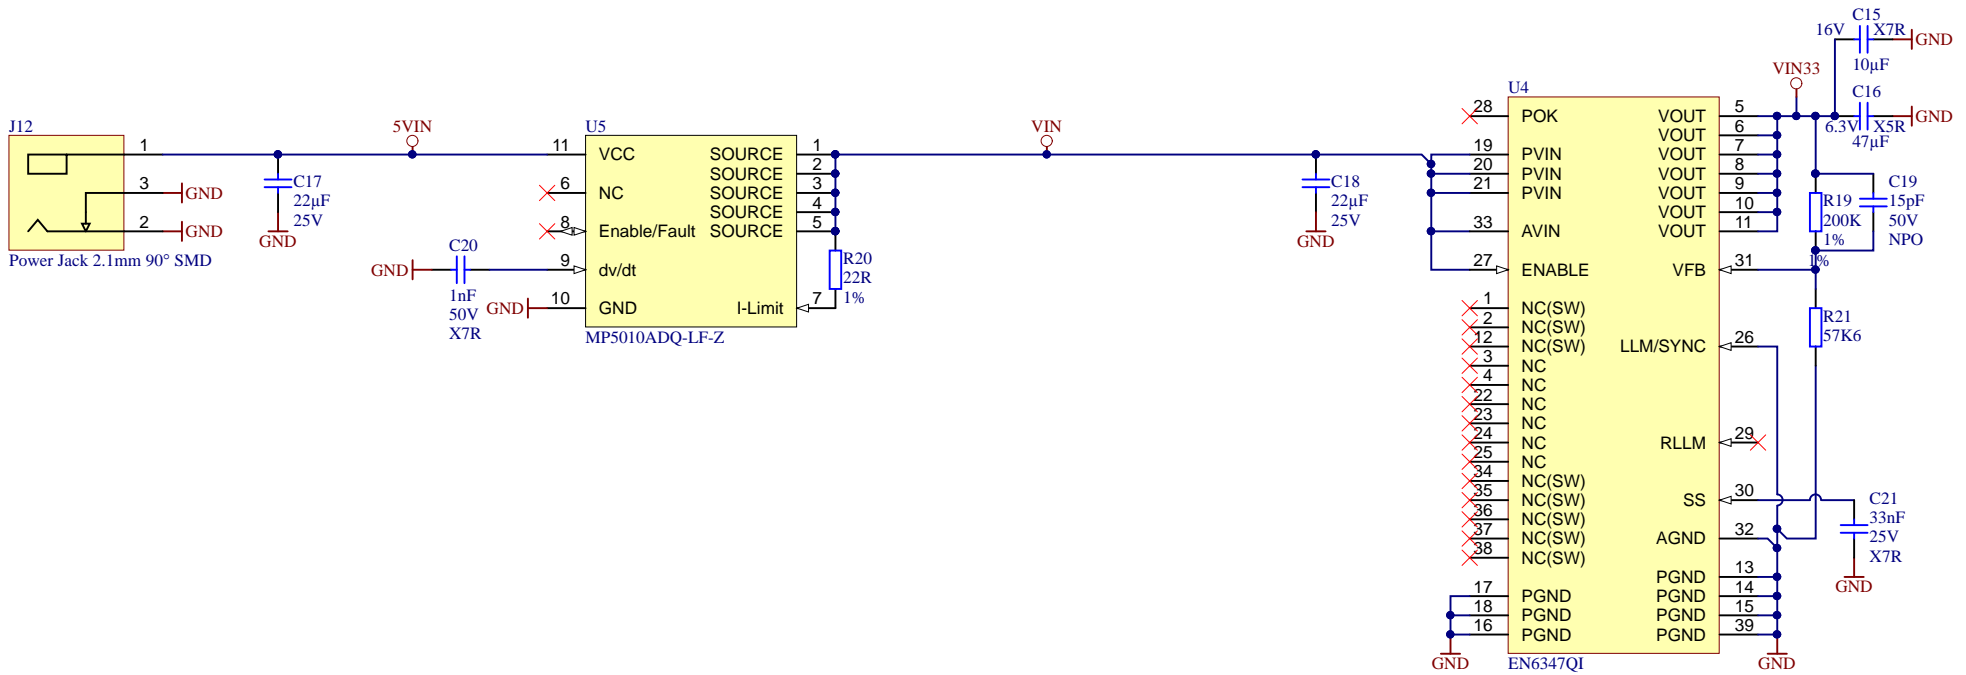 J12
1
3
GND
2
GND
Power Jack 2.1mm 90° SMD
C17
22µF
25V
GND
5VIN
U5
11
VCC
6
NC
8
Enable/Fault
9
dv/dt
10
GND
SOURCE
1
SOURCE
2
SOURCE
3
SOURCE
4
SOURCE
5
I-Limit
7
MP5010ADQ-LF-Z
GND
C20
1nF
50V
X7R
GND
R20
22R
1%
VIN
C18
22µF
25V
GND
U4
28
POK
19
PVIN
20
PVIN
21
PVIN
33
AVIN
27
ENABLE
1
NC(SW)
2
NC(SW)
12
NC(SW)
3
NC
4
NC
22
NC
23
NC
24
NC
25
NC
34
NC(SW)
35
NC(SW)
36
NC(SW)
37
NC(SW)
38
NC(SW)
17
PGND
18
PGND
16
PGND
GND
EN6347QI
VOUT
5
VOUT
6
VOUT
7
VOUT
8
VOUT
9
VOUT
10
VOUT
11
VFB
31
LLM/SYNC
26
RLLM
29
SS
30
AGND
32
PGND
13
PGND
14
PGND
15
PGND
39
GND
VIN33
C15
16V
X7R
10µF
GND
C16
6.3V
X5R
47µF
GND
R19
200K
1%
C19
15pF
50V
NPO
1%
R21
57K6
C21
33nF
25V
X7R
GND